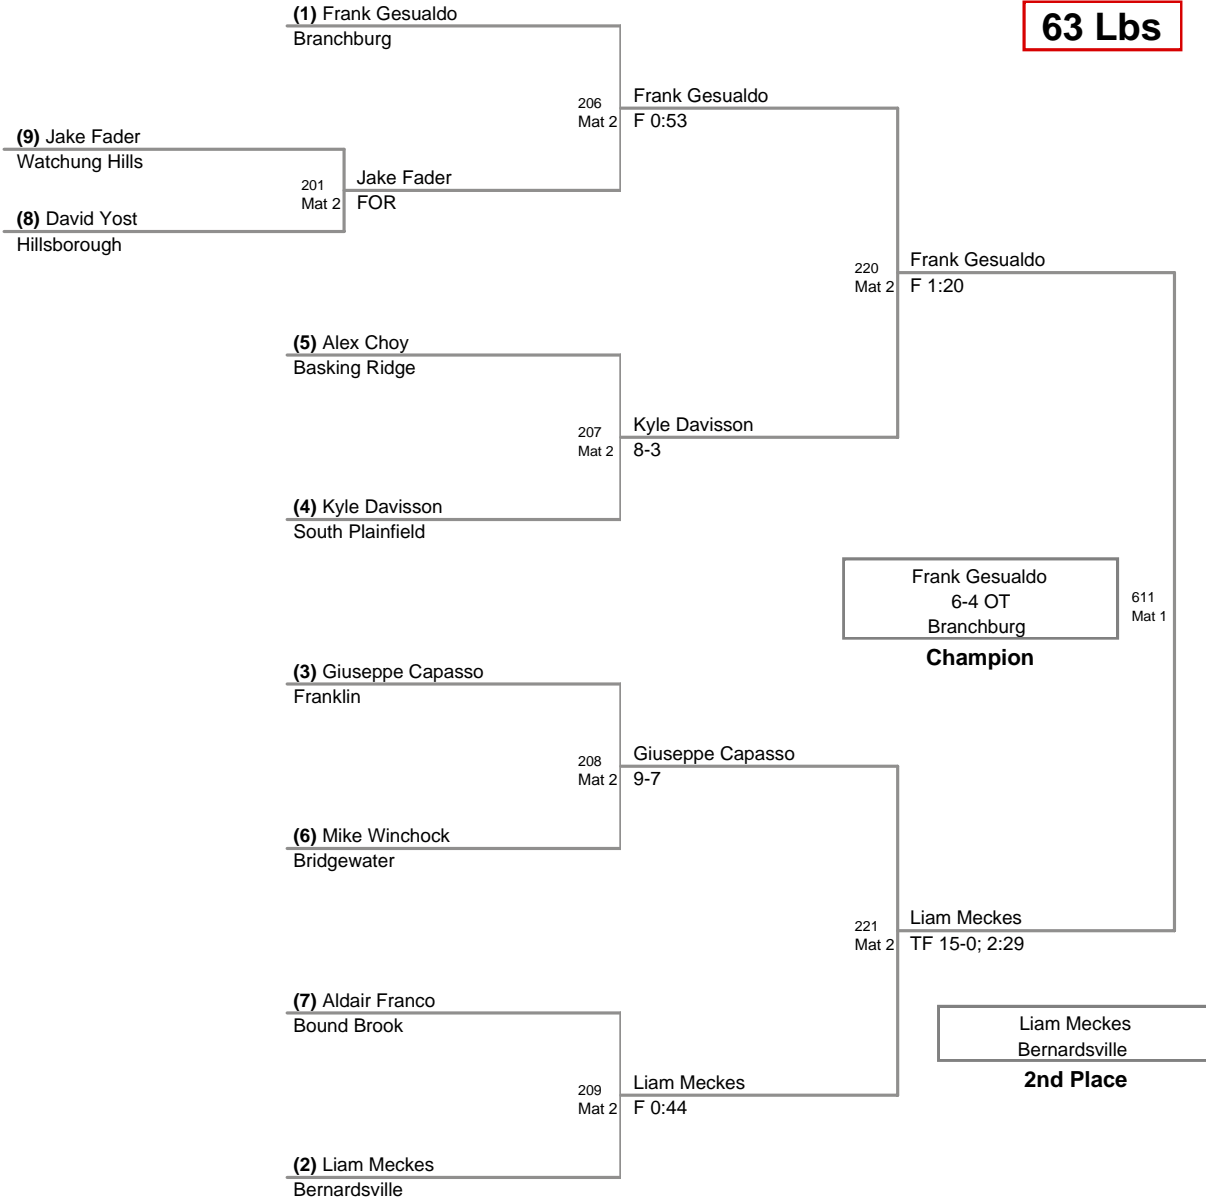 63 Lbs
(1) Frank Gesualdo
Branchburg
206
Mat 2
Frank Gesualdo
F 0:53
(9) Jake Fader
Watchung Hills
201
Mat 2
Jake Fader
FOR
(8) David Yost
Hillsborough
220
Mat 2
Frank Gesualdo
F 1:20
(5) Alex Choy
Basking Ridge
207
Mat 2
Kyle Davisson
8-3
(4) Kyle Davisson
South Plainfield
Frank Gesualdo
6-4 OT
Branchburg
Champion
611
Mat 1
(3) Giuseppe Capasso
Franklin
208
Mat 2
Giuseppe Capasso
9-7
(6) Mike Winchock
Bridgewater
221
Mat 2
Liam Meckes
TF 15-0; 2:29
(7) Aldair Franco
Bound Brook
Liam Meckes
Bernardsville
2nd Place
209
Mat 2
Liam Meckes
F 0:44
(2) Liam Meckes
Bernardsville